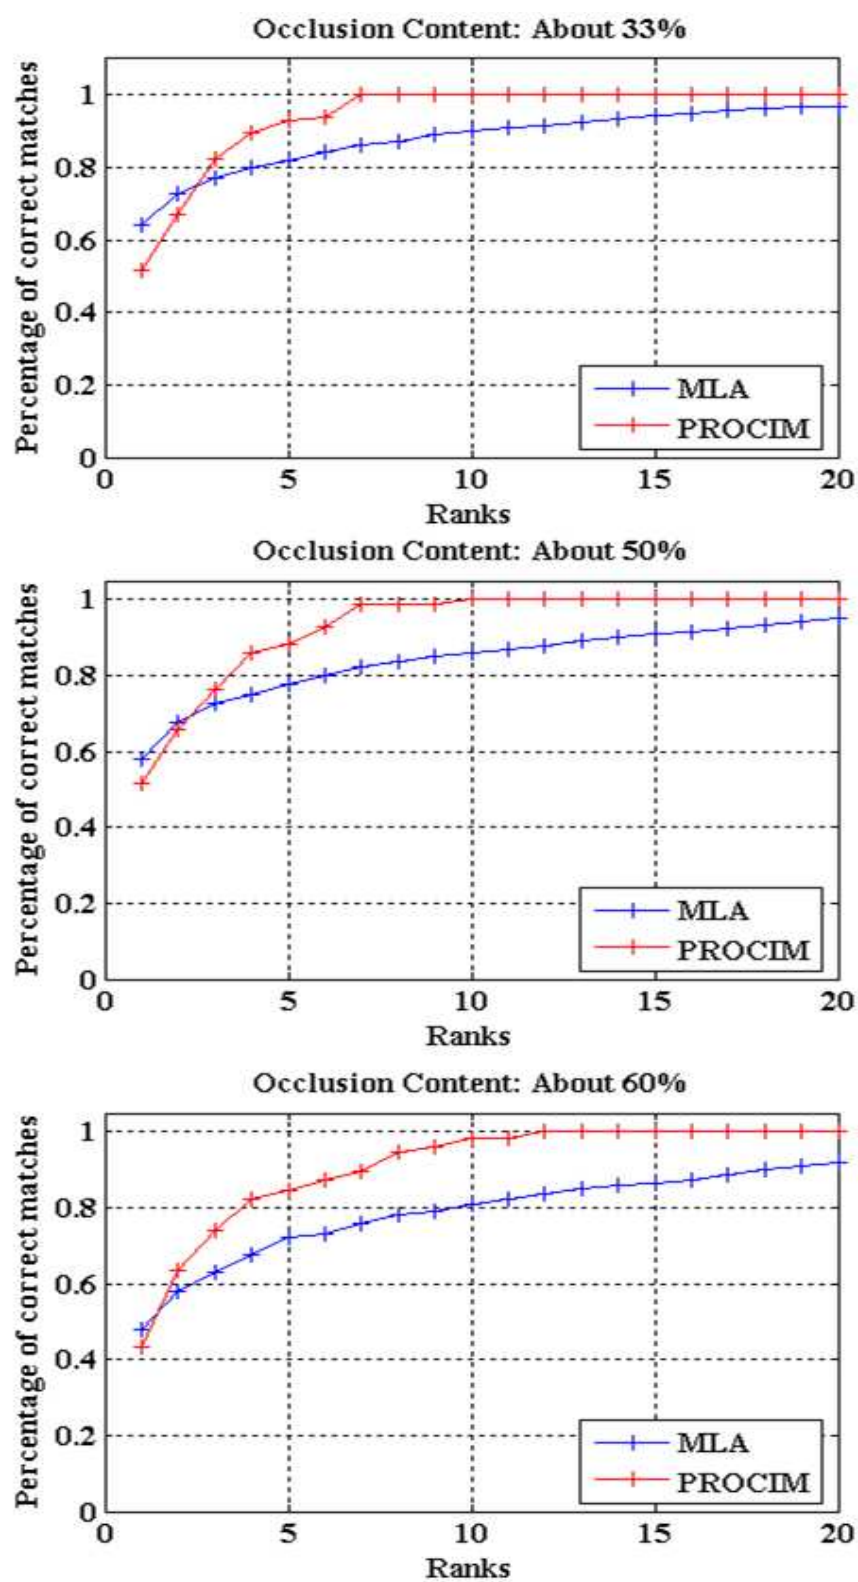 Occlusion Content: About 33%
Percentage of correct matches
1
0.8
0.6
0.4
0.2
0
MLA
PROCIM
0 5 10 15 20
Ranks
Occlusion Content: About 50%
Percentage of correct matches
1
0.8
0.6
0.4
0.2
0
MLA
PROCIM
0 5 10 15 20
Ranks
Occlusion Content: About 60%
Percentage of correct matches
1
0.8
0.6
0.4
0.2
0
MLA
PROCIM
0 5 10 15 20
Ranks